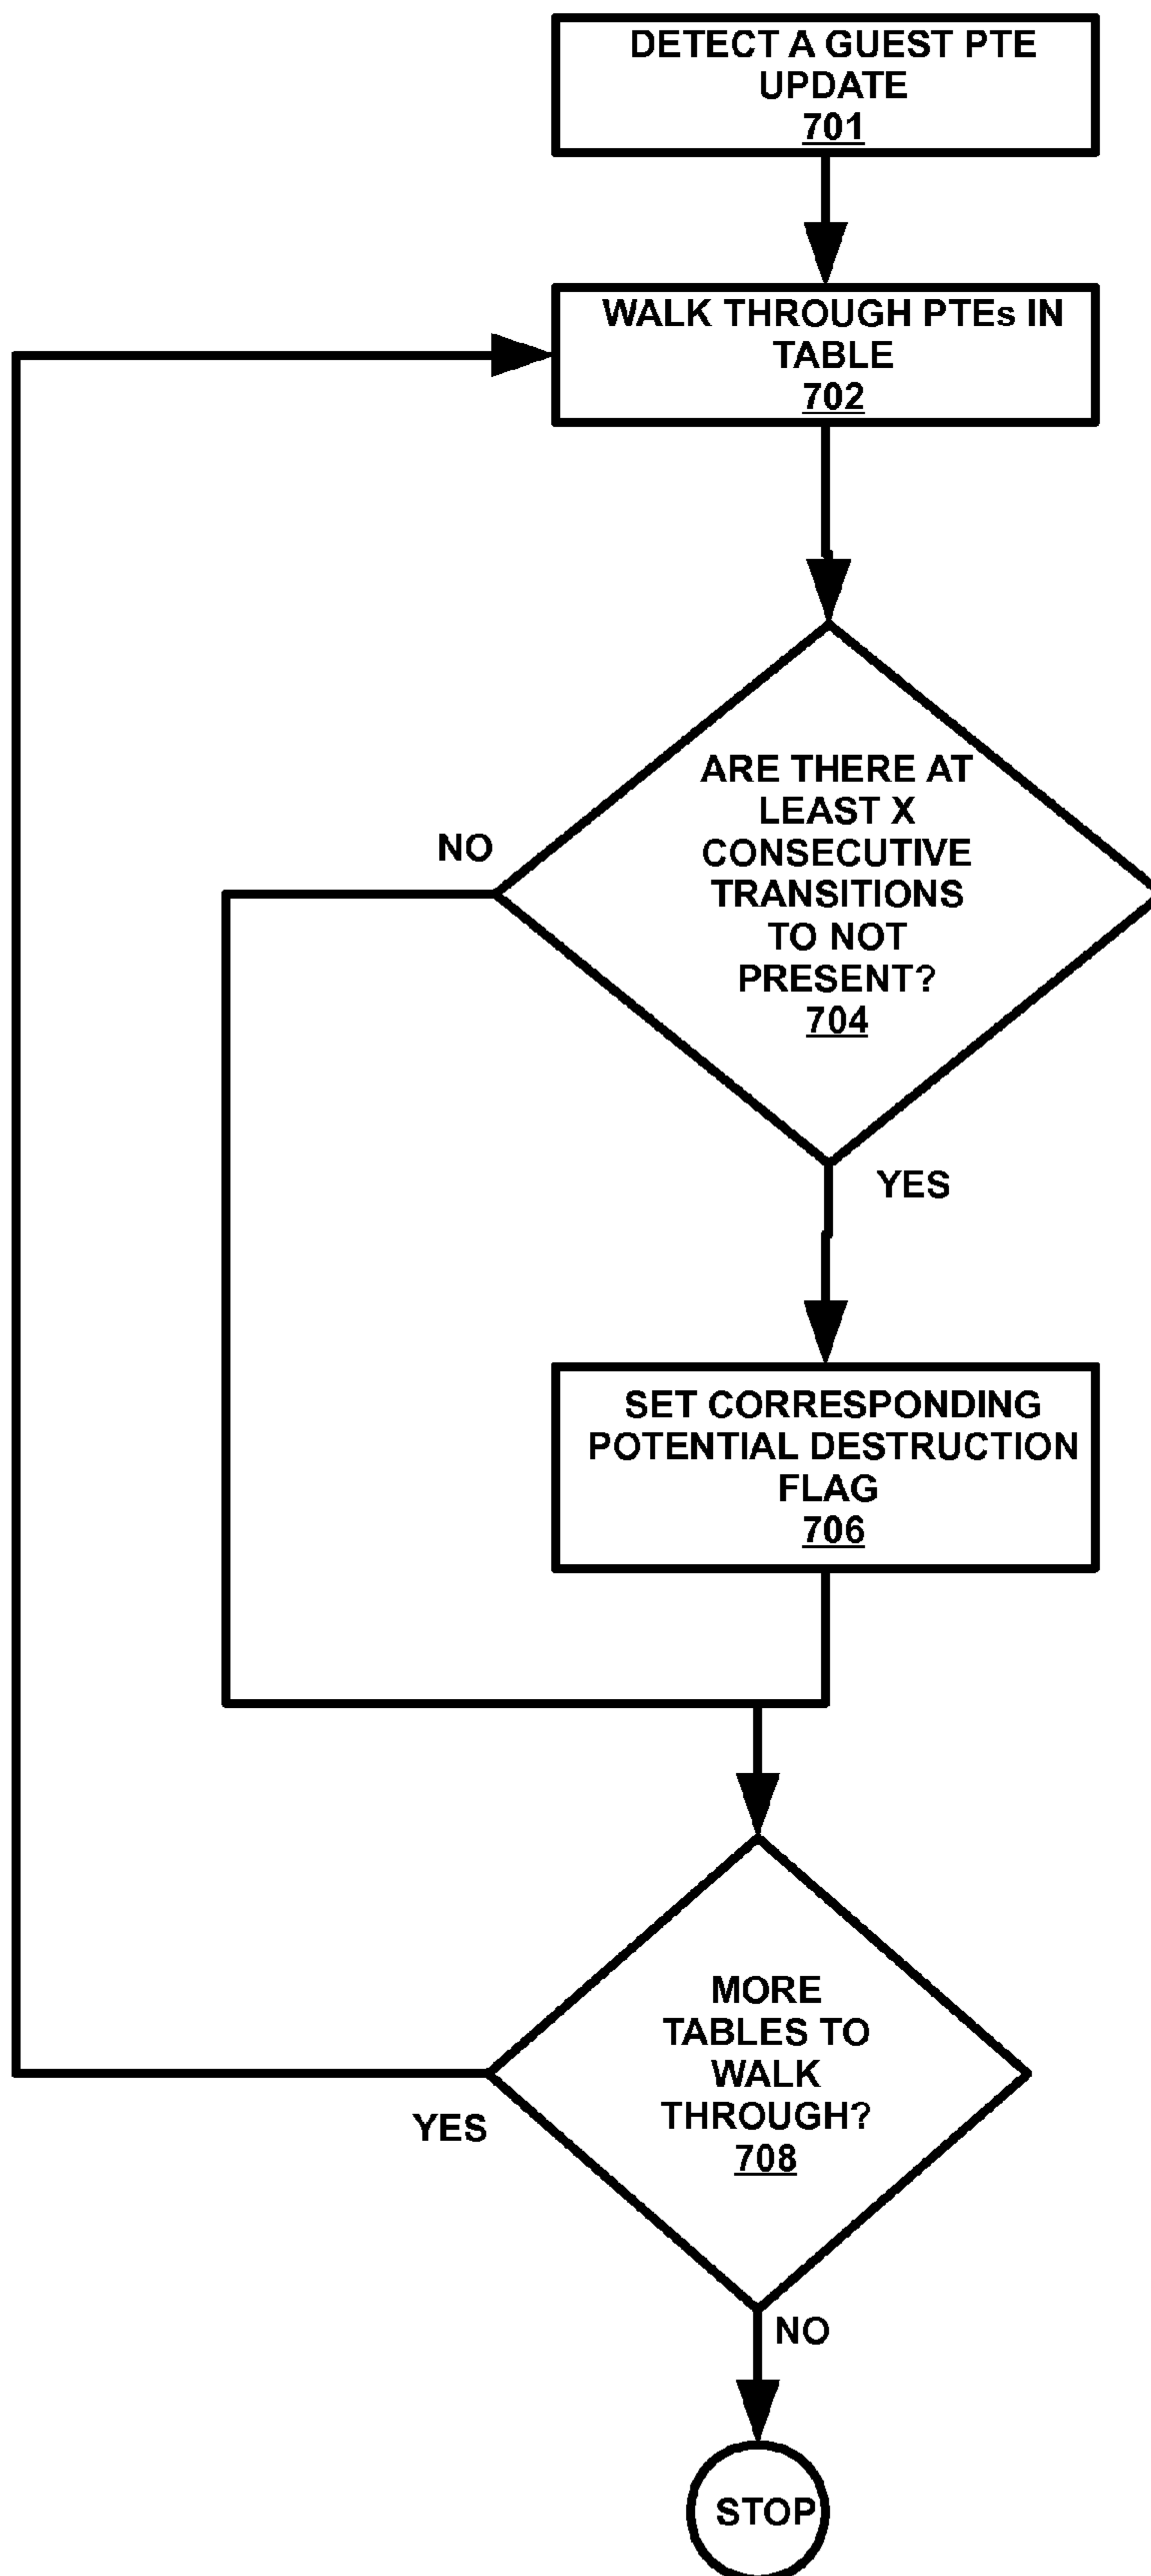 DETECT A GUEST PTE
UPDATE
701
WALK THROUGH PTEs IN
TABLE
702
ARE THERE AT
LEAST X
CONSECUTIVE
TRANSITIONS
TO NOT
PRESENT?
704
NO
YES
SET CORRESPONDING
POTENTIAL DESTRUCTION
FLAG
706
MORE
TABLES TO
WALK
THROUGH?
708
YES
NO
STOP